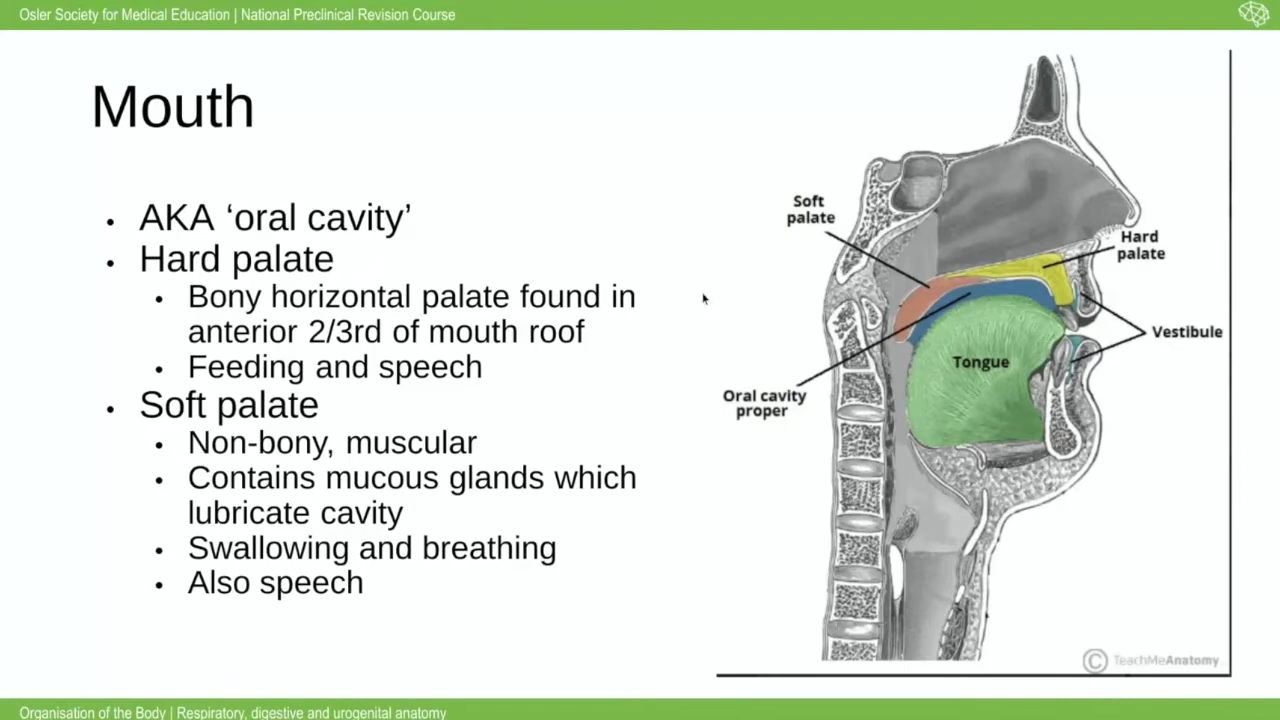 Osler Society for Medical Education | National Preclinical Revision Course
Mouth
• AKA ‘oral cavity’
• Hard palate
• Bony horizontal palate found in
anterior 2/3rd of mouth roof
• Feeding and speech
• Soft palate
• Non-bony, muscular
• Contains mucous glands which
lubricate cavity
• Swallowing and breathing
• Also speech
Soft
palate
Hard
palate
Vestibule
Tongue
Oral cavity
proper
© TeachMeAnatomy
Organisation of the Body | Respiratory, digestive and urogenital anatomy